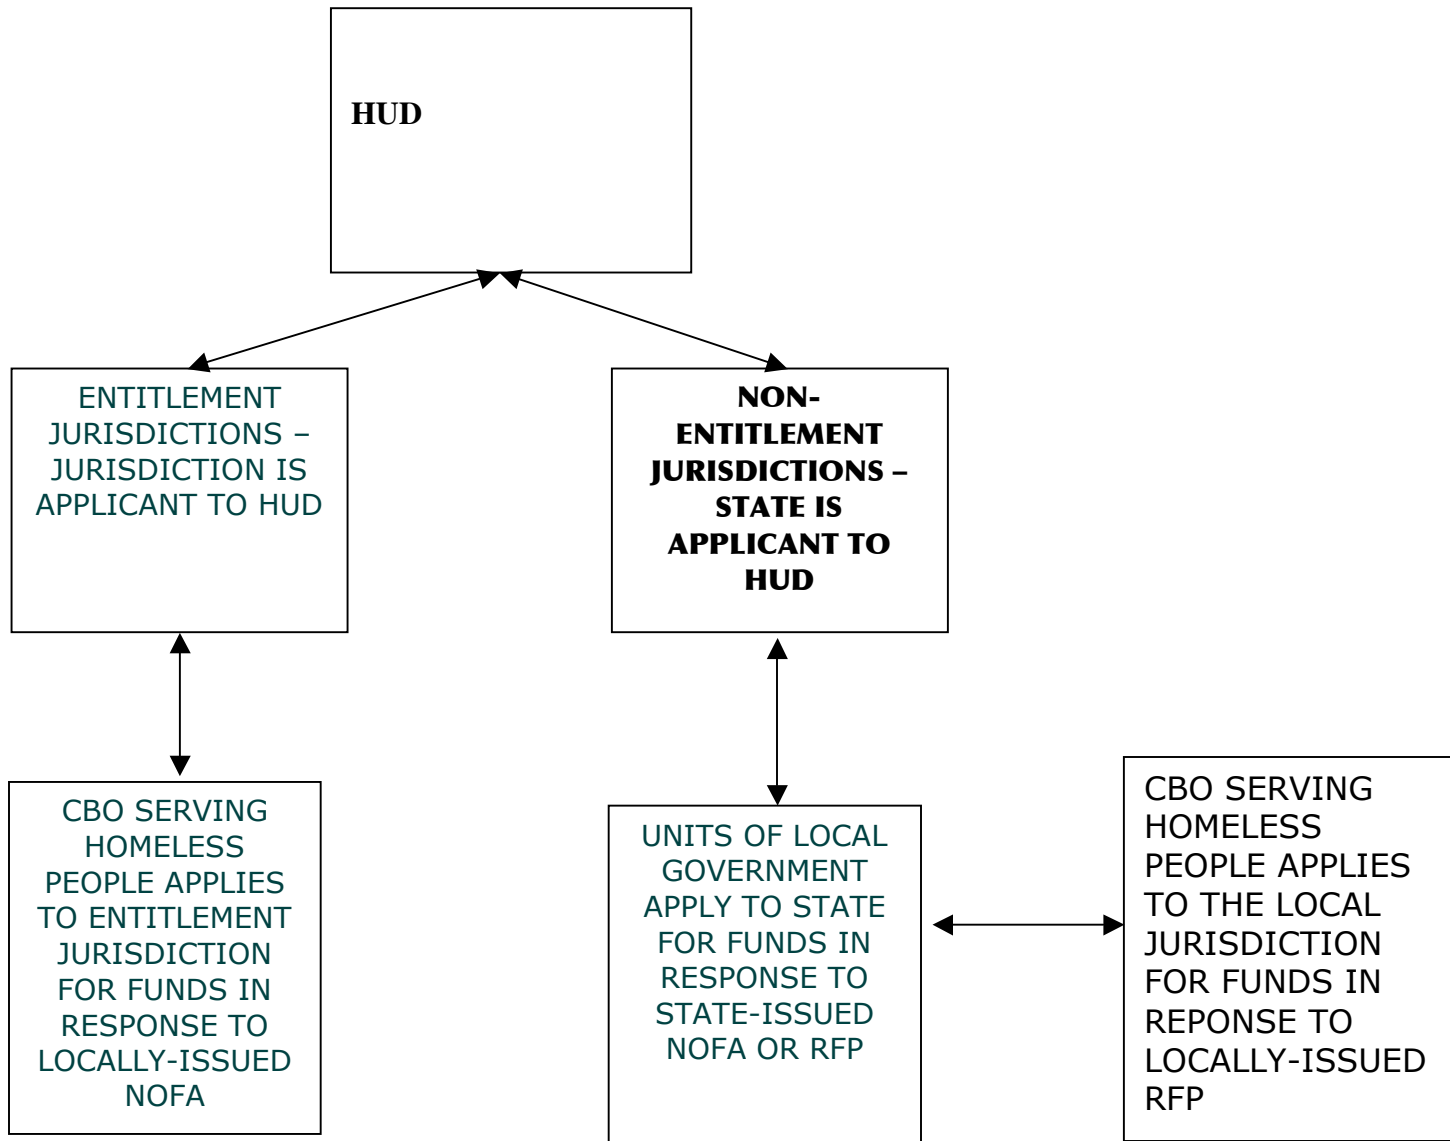 HUD
ENTITLEMENT
JURISDICTIONS –
JURISDICTION IS
APPLICANT TO HUD
NON-
ENTITLEMENT
JURISDICTIONS –
STATE IS
APPLICANT TO
HUD
CBO SERVING
HOMELESS
PEOPLE APPLIES
TO ENTITLEMENT
JURISDICTION
FOR FUNDS IN
RESPONSE TO
LOCALLY-ISSUED
NOFA
UNITS OF LOCAL
GOVERNMENT
APPLY TO STATE
FOR FUNDS IN
RESPONSE TO
STATE-ISSUED
NOFA OR RFP
CBO SERVING
HOMELESS
PEOPLE APPLIES
TO THE LOCAL
JURISDICTION
FOR FUNDS IN
REPONSE TO
LOCALLY-ISSUED
RFP